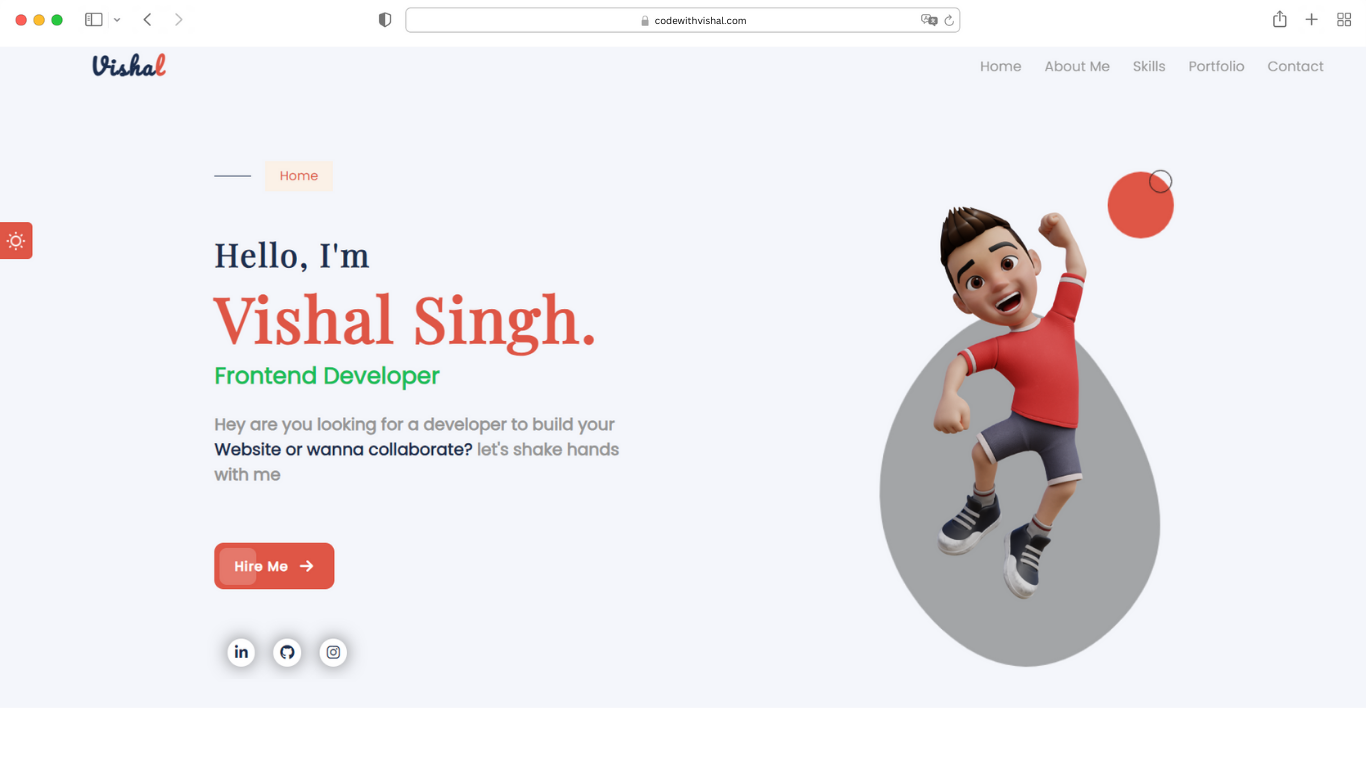 codewithvishal.com
Vishal
Home About Me Skills Portfolio Contact
Home
Hello, I'm
Vishal Singh.
Frontend Developer
Hey are you looking for a developer to build your
Website or wanna collaborate? let's shake hands
with me
Hire Me
in